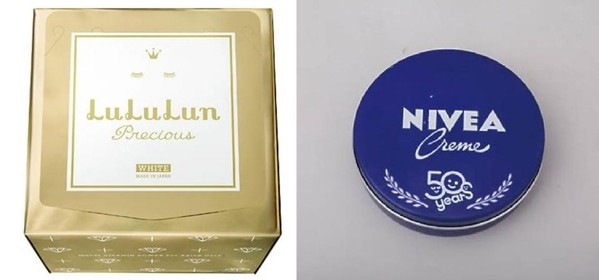 LuLuLun
Precious
WHITE
MADE IN JAPAN
NIVEA
Creme
50
years